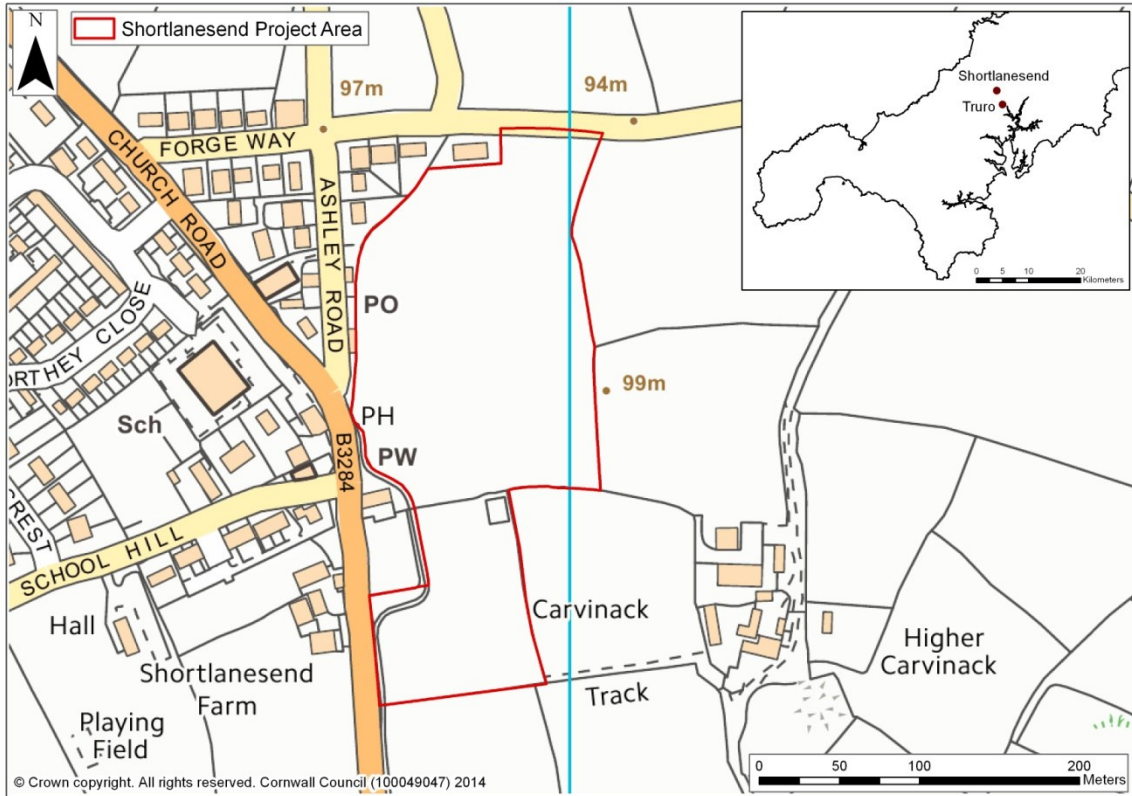 N
Shortlanesend Project Area
97m
94m
Shortlanesend
Truro
0 5 10 20
Kilometers
FORGE WAY
CHURCH ROAD
ASHLEY ROAD
PO
ORTHEY CLOSE
99m
Sch
PH
PW
B3284
CREST
SCHOOL HILL
Hall
Carvinack
Higher
Carvinack
Shortlanesend
Farm
Track
Playing
Field
0 50 100 200
Meters
© Crown copyright. All rights reserved. Cornwall Council (100049047) 2014